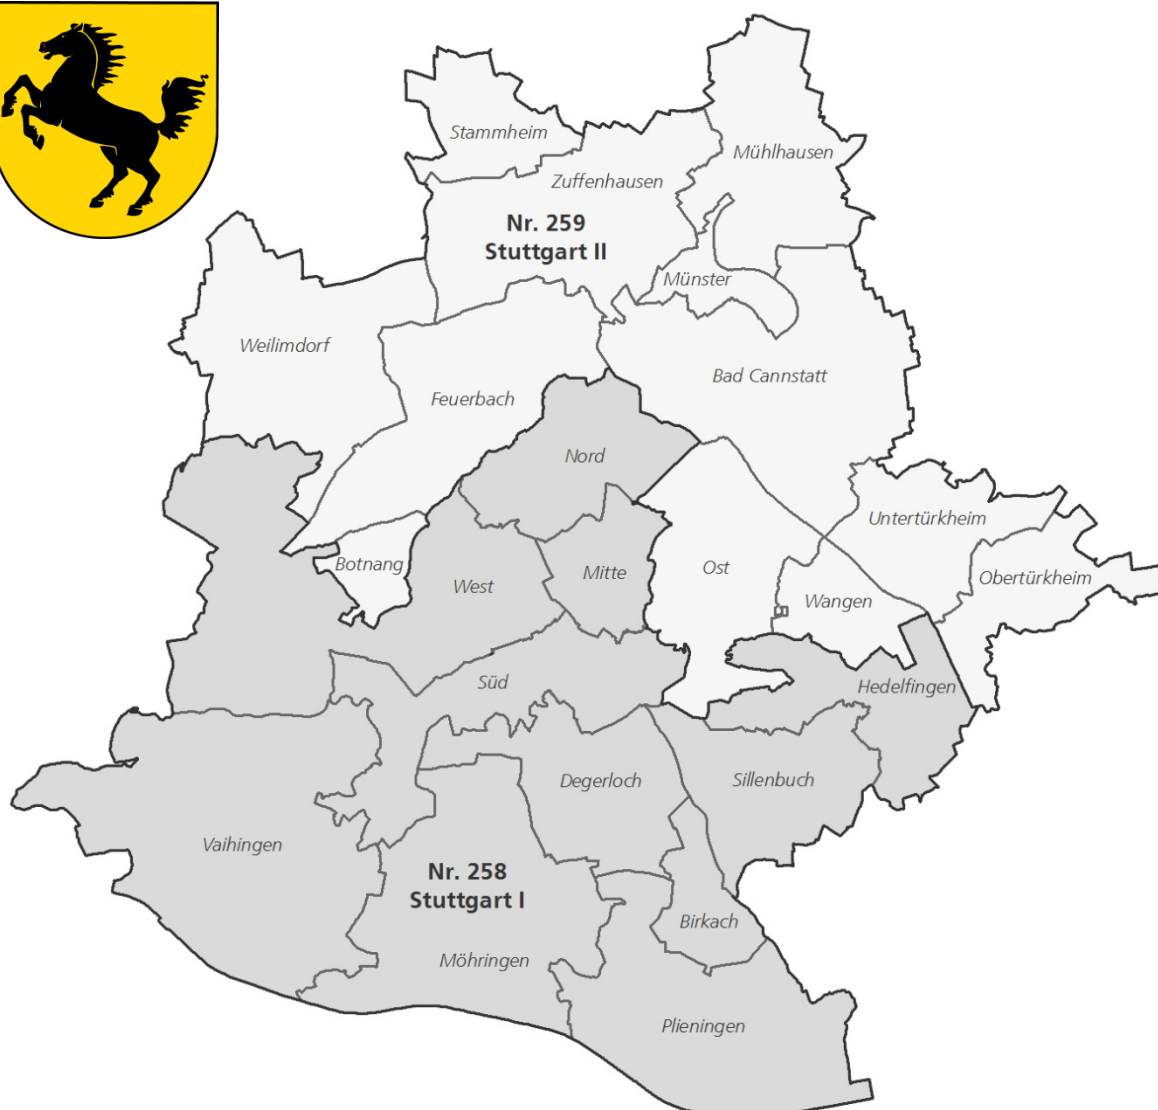 Stammheim
Mühlhausen
Zuffenhausen
Nr. 259
Stuttgart II
Münster
Weilimdorf
Bad Cannstatt
Feuerbach
Nord
Untertürkheim
Botnang
West
Mitte
Ost
Obertürkheim
Wangen
Süd
Hedelfingen
Degerloch
Sillenbuch
Vaihingen
Nr. 258
Stuttgart I
Birkach
Möhringen
Plieningen